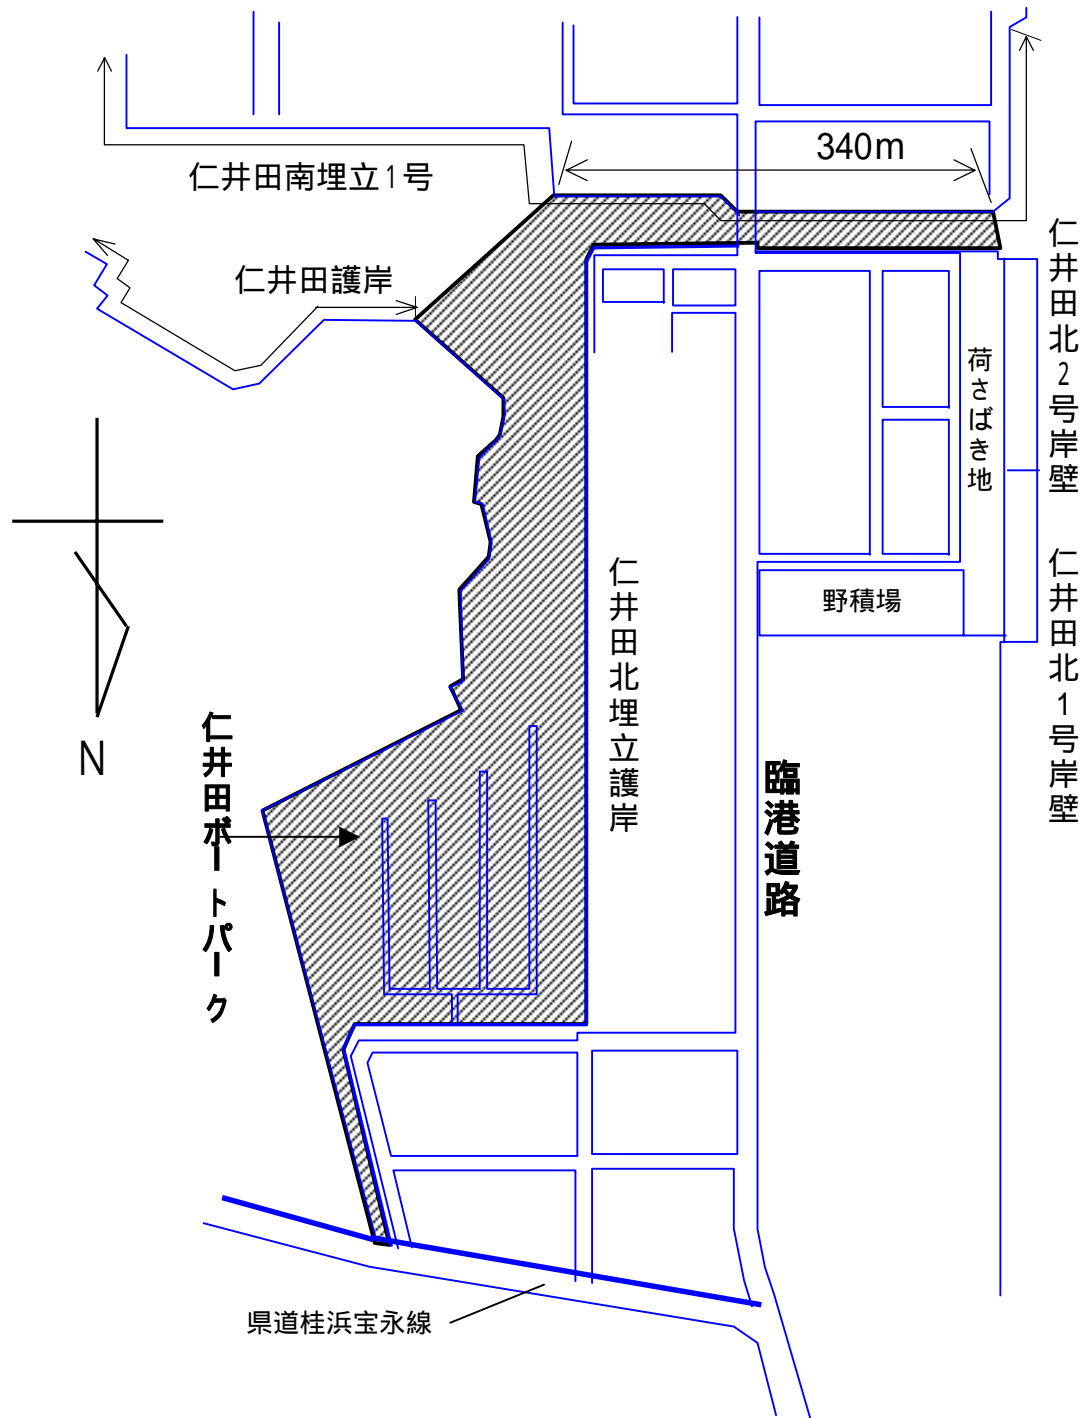 340m
仁井田南埋立1号
仁井田護岸
仁井田北2号岸壁
荷さばき地
仁井田北1号岸壁
仁井田北埋立護岸
野積場
N
仁井田ボートパーク
臨港道路
県道桂浜宝永線